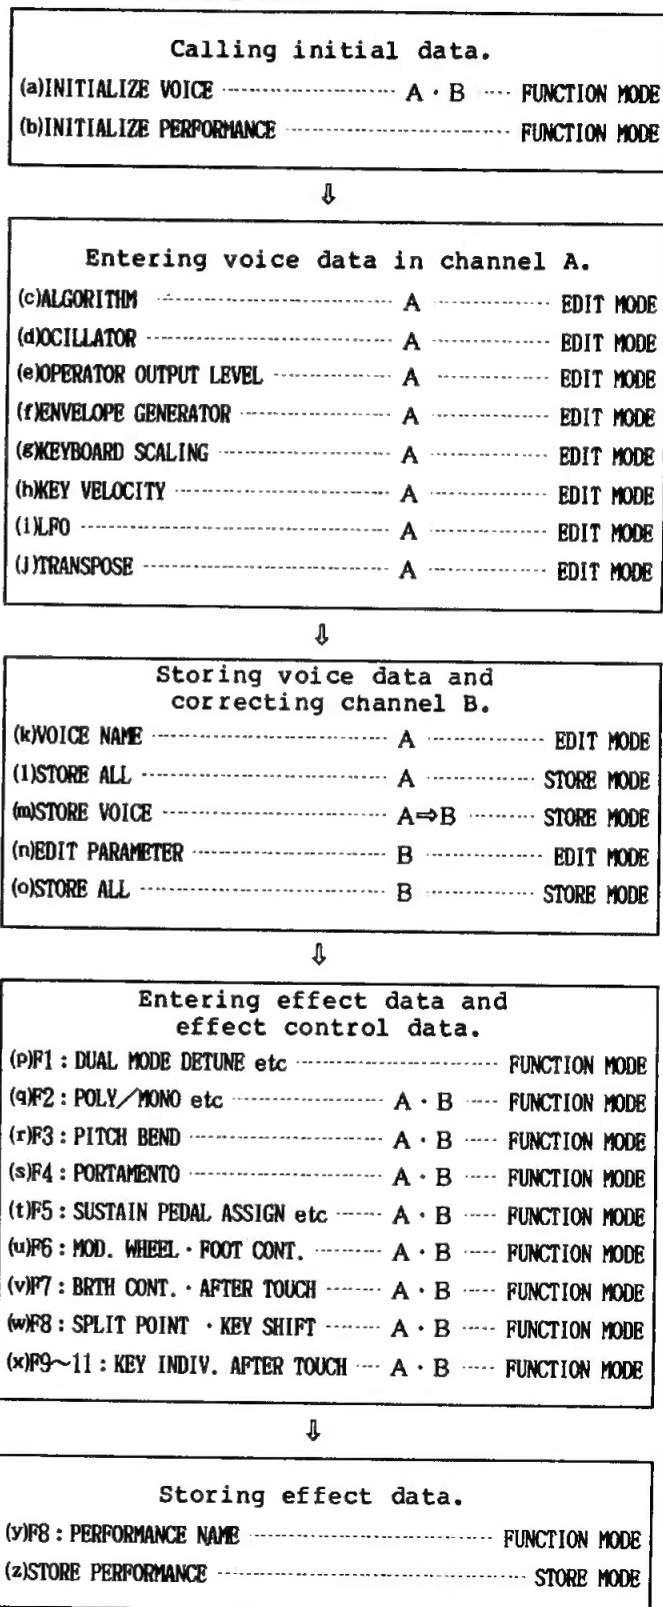 Calling initial data.
(a)INITIALIZE VOICE ---------------------- A · B ---- FUNCTION MODE
(b)INITIALIZE PERFORMANCE ---------------------------- FUNCTION MODE
⇓
Entering voice data in channel A.
(c)ALGORITHM ---------------------------- A -------------- EDIT MODE
(d)OCILLATOR ---------------------------- A -------------- EDIT MODE
(e)OPERATOR OUTPUT LEVEL -------------- A -------------- EDIT MODE
(f)ENVELOPE GENERATOR ------------------ A -------------- EDIT MODE
(g)KEYBOARD SCALING -------------------- A -------------- EDIT MODE
(h)KEY VELOCITY -------------------------- A -------------- EDIT MODE
(i)LFO ------------------------------------ A -------------- EDIT MODE
(j)TRANSPOSE ---------------------------- A -------------- EDIT MODE
⇓
Storing voice data and
correcting channel B.
(k)VOICE NAME ---------------------------- A -------------- EDIT MODE
(l)STORE ALL ------------------------------ A ------------ STORE MODE
(m)STORE VOICE -------------------------- A⇒B -------- STORE MODE
(n)EDIT PARAMETER ---------------------- B -------------- EDIT MODE
(o)STORE ALL ------------------------------ B ------------ STORE MODE
⇓
Entering effect data and
effect control data.
(p)F1 : DUAL MODE DETUNE etc -------------------------- FUNCTION MODE
(q)F2 : POLY/MONO etc ------------------ A · B ----- FUNCTION MODE
(r)F3 : PITCH BEND ---------------------- A · B ----- FUNCTION MODE
(s)F4 : PORTAMENTO ---------------------- A · B ----- FUNCTION MODE
(t)F5 : SUSTAIN PEDAL ASSIGN etc ------ A · B ----- FUNCTION MODE
(u)F6 : MOD. WHEEL · FOOT CONT. -------- A · B ----- FUNCTION MODE
(v)F7 : BRTH CONT. · AFTER TOUCH ------- A · B ----- FUNCTION MODE
(w)F8 : SPLIT POINT · KEY SHIFT -------- A · B ----- FUNCTION MODE
(x)F9~11 : KEY INDIV. AFTER TOUCH ---- A · B ----- FUNCTION MODE
⇓
Storing effect data.
(y)F8 : PERFORMANCE NAME ------------------------------ FUNCTION MODE
(z)STORE PERFORMANCE ------------------------------------ STORE MODE